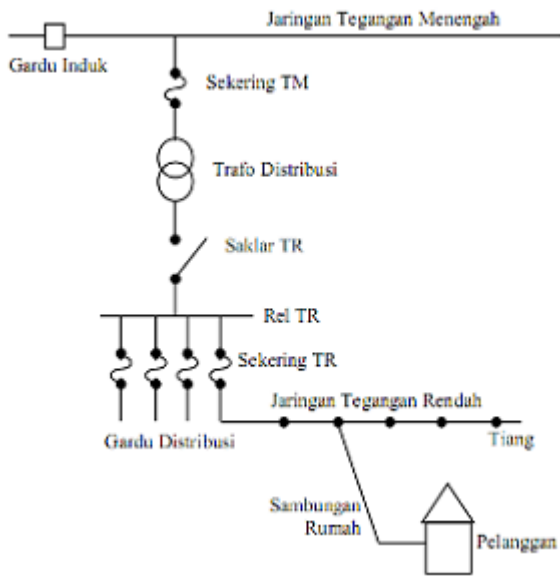 Jaringan Tegangan Menengah
Gardu Induk
Sekering TM
Trafo Distribusi
Saklar TR
Rel TR
Sekering TR
Jaringan Tegangan Rendah
Gardu Distribusi
Tiang
Sambungan
Rumah
Pelanggan